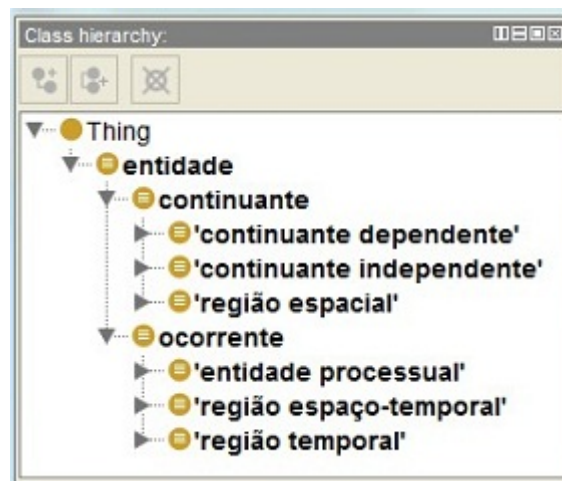 Class hierarchy:
Thing
entidade
continuante
'continuante dependente'
'continuante independente'
'região espacial'
ocorrente
'entidade processual'
'região espaço-temporal'
'região temporal'